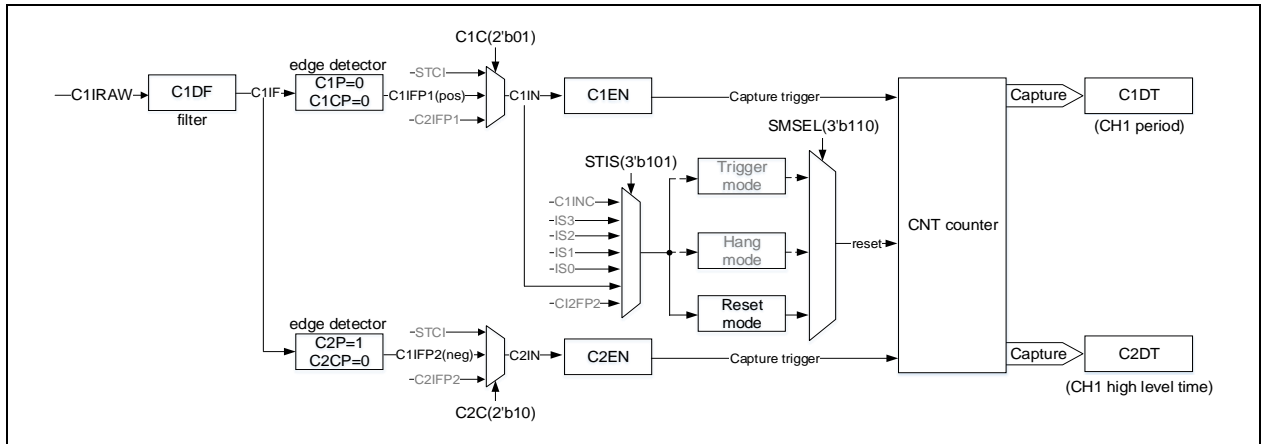 C1C(2'b01)
edge detector
C1IRAW
C1DF
filter
C1IF
C1P=0
C1CP=0
STCI
C1IFP1(pos)
C2IFP1
C1IN
C1EN
Capture trigger
Capture
C1DT
(CH1 period)
SMSEL(3'b110)
STIS(3'b101)
C1INC
IS3
IS2
IS1
IS0
CI2FP2
Trigger
mode
Hang
mode
Reset
mode
reset
CNT counter
edge detector
C2P=1
C2CP=0
STCI
C1IFP2(neg)
C2IFP2
C2IN
C2EN
Capture trigger
Capture
C2DT
(CH1 high level time)
C2C(2'b10)